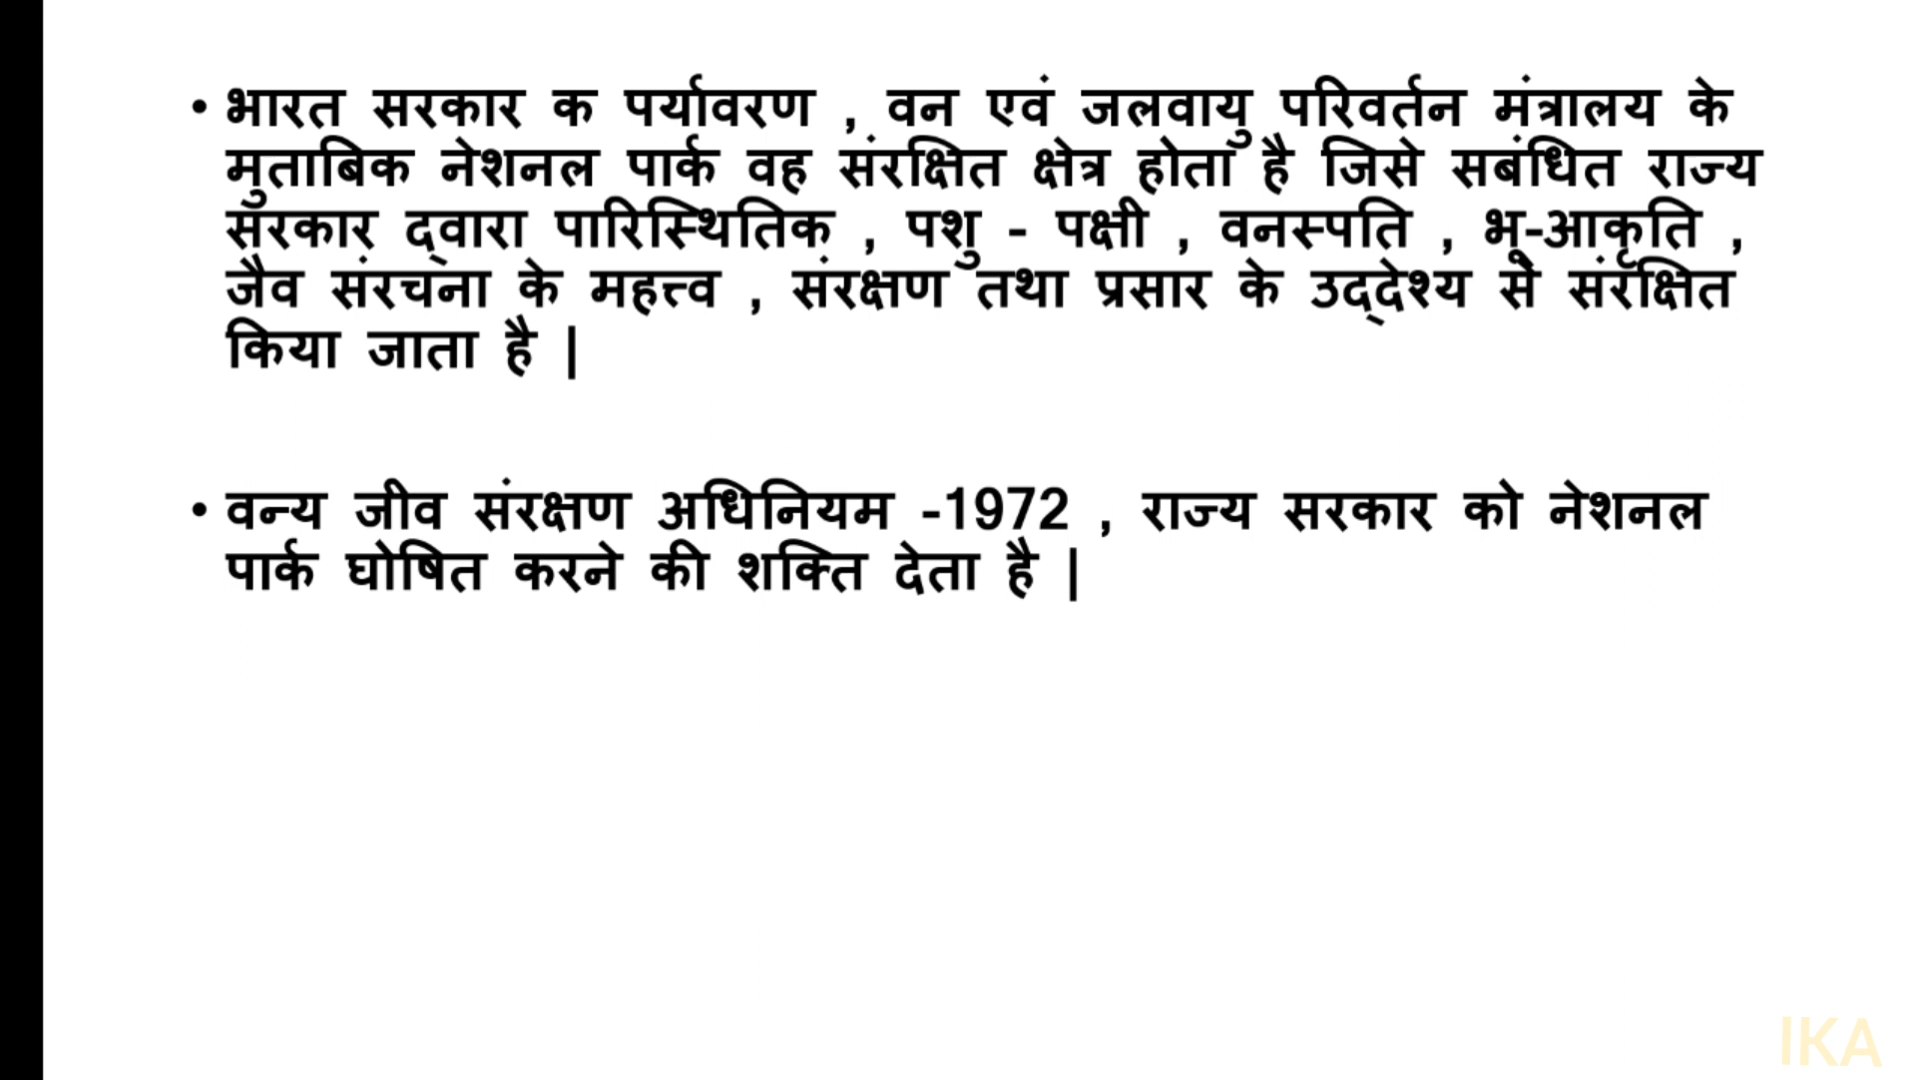 • भारत सरकार क पर्यावरण , वन एवं जलवायु परिवर्तन मंत्रालय के
मुताबिक नेशनल पार्क वह संरक्षित क्षेत्र होता है जिसे सबंधित राज्य
सरकार द्वारा पारिस्थितिक , पशु - पक्षी , वनस्पति , भू-आकृति ,
जैव संरचना के महत्त्व , संरक्षण तथा प्रसार के उद्देश्य से संरक्षित
किया जाता है |
• वन्य जीव संरक्षण अधिनियम -1972 , राज्य सरकार को नेशनल
पार्क घोषित करने की शक्ति देता है |
IKA